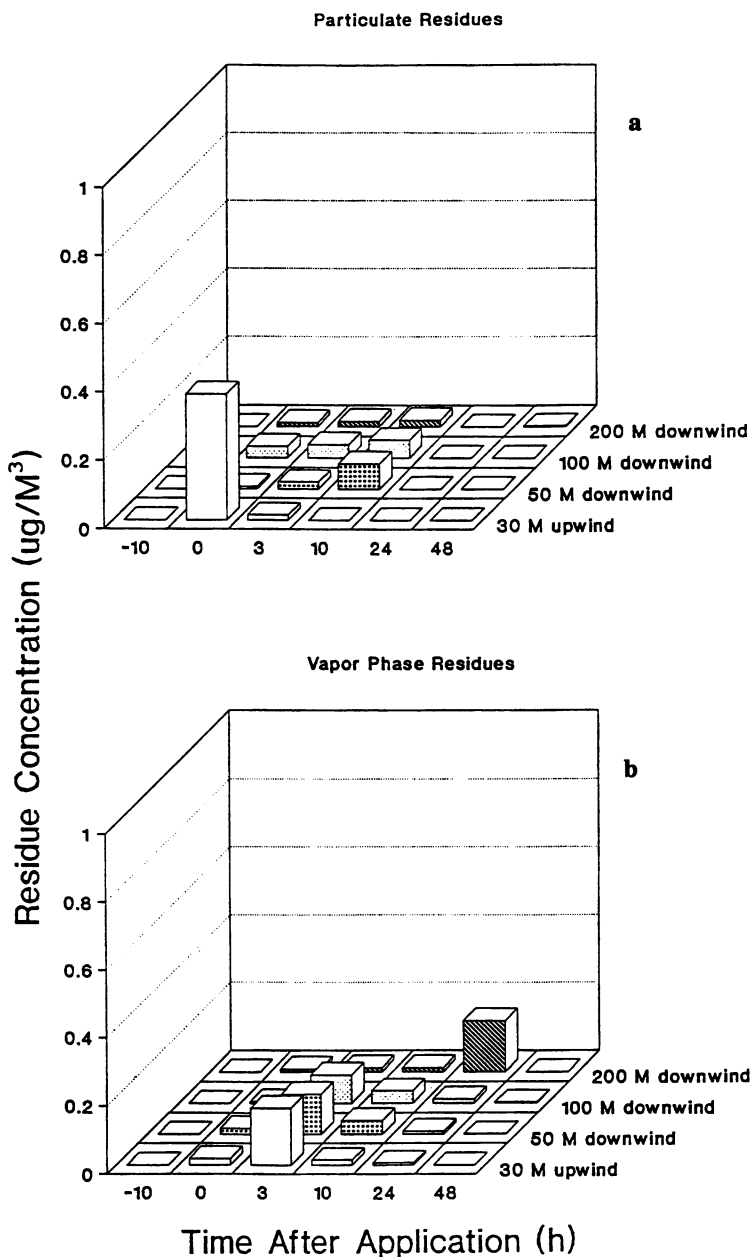 Particulate Residues
a
1
0.8
0.6
0.4
0.2
0
200 M downwind
100 M downwind
50 M downwind
30 M upwind
-10 0 3 10 24 48
Residue Concentration (ug/M³)
Vapor Phase Residues
b
1
0.8
0.6
0.4
0.2
0
200 M downwind
100 M downwind
50 M downwind
30 M upwind
-10 0 3 10 24 48
Time After Application (h)